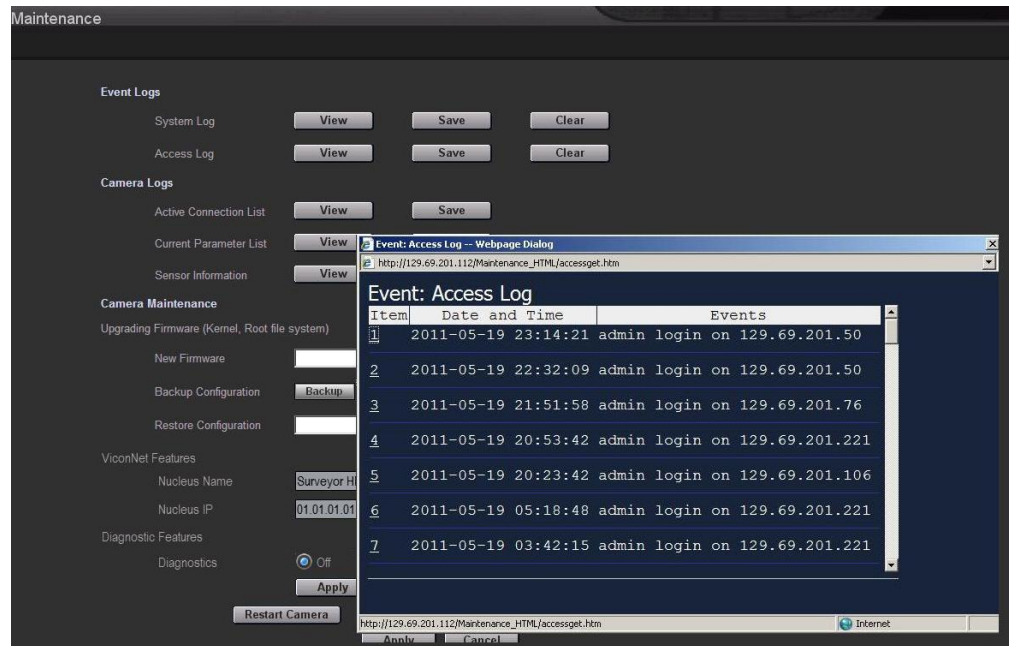 Maintenance
Event Logs
System Log View Save Clear
Access Log View Save Clear
Camera Logs
Active Connection List View Save
Current Parameter List View
Sensor Information View
Camera Maintenance
Upgrading Firmware (Kernel, Root file system)
New Firmware
Backup Configuration Backup
Restore Configuration
ViconNet Features
Nucleus Name Surveyor H
Nucleus IP 01.01.01.01
Diagnostic Features
Diagnostics Off
Apply
Restart Camera
Apply Cancel
Event: Access Log -- Webpage Dialog
http://129.69.201.112/Maintenance_HTML/accessget.htm
Event: Access Log
Item Date and Time Events
1 2011-05-19 23:14:21 admin login on 129.69.201.50
2 2011-05-19 22:32:09 admin login on 129.69.201.50
3 2011-05-19 21:51:58 admin login on 129.69.201.76
4 2011-05-19 20:53:42 admin login on 129.69.201.221
5 2011-05-19 20:23:42 admin login on 129.69.201.106
6 2011-05-19 05:18:48 admin login on 129.69.201.221
7 2011-05-19 03:42:15 admin login on 129.69.201.221
http://129.69.201.112/Maintenance_HTML/accessget.htm Internet